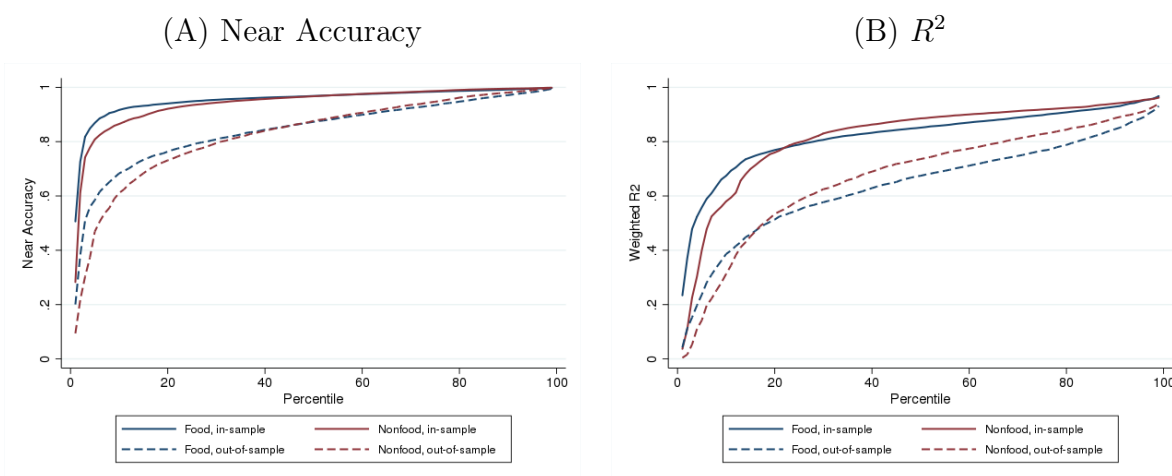 (A) Near Accuracy
Near Accuracy
1
.8
.6
.4
.2
0
0 20 40 60 80 100
Percentile
Food, in-sample Nonfood, in-sample
Food, out-of-sample Nonfood, out-of-sample
(B) R²
Weighted R2
1
.8
.6
.4
.2
0
0 20 40 60 80 100
Percentile
Food, in-sample Nonfood, in-sample
Food, out-of-sample Nonfood, out-of-sample